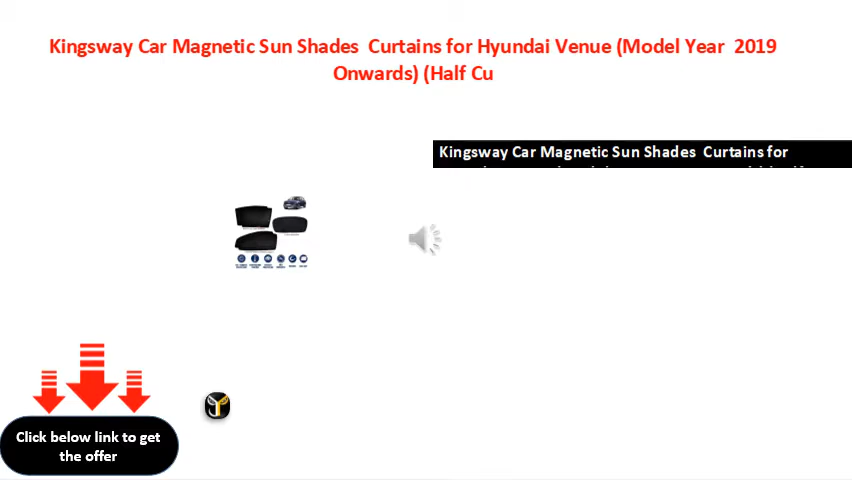 Kingsway Car Magnetic Sun Shades  Curtains for Hyundai Venue (Model Year  2019
Onwards) (Half Cu
Kingsway Car Magnetic Sun Shades  Curtains for
Click below link to get
the offer